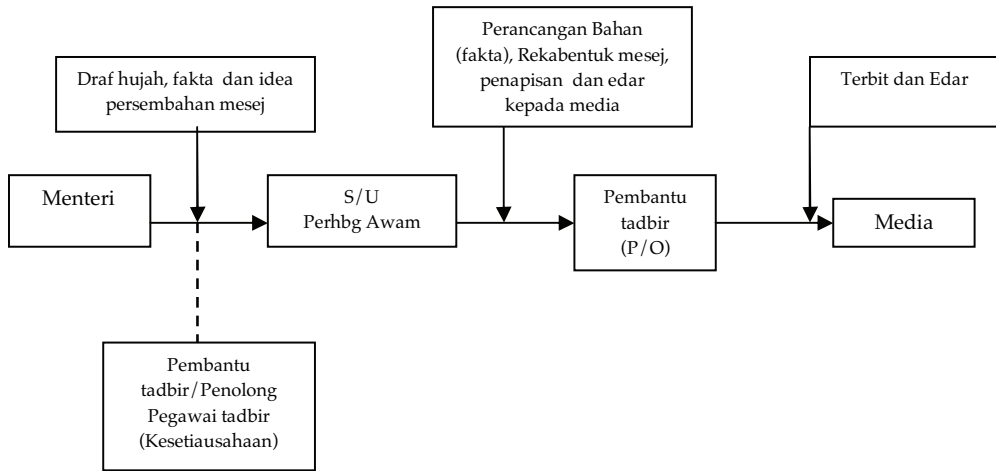 Draf hujah, fakta dan idea
persembahan mesej
Perancangan Bahan
(fakta), Rekabentuk mesej,
penapisan dan edar
kepada media
Terbit dan Edar
Menteri
S/U
Perhbg Awam
Pembantu
tadbir
(P/O)
Media
Pembantu
tadbir/Penolong
Pegawai tadbir
(Kesetiausahaan)